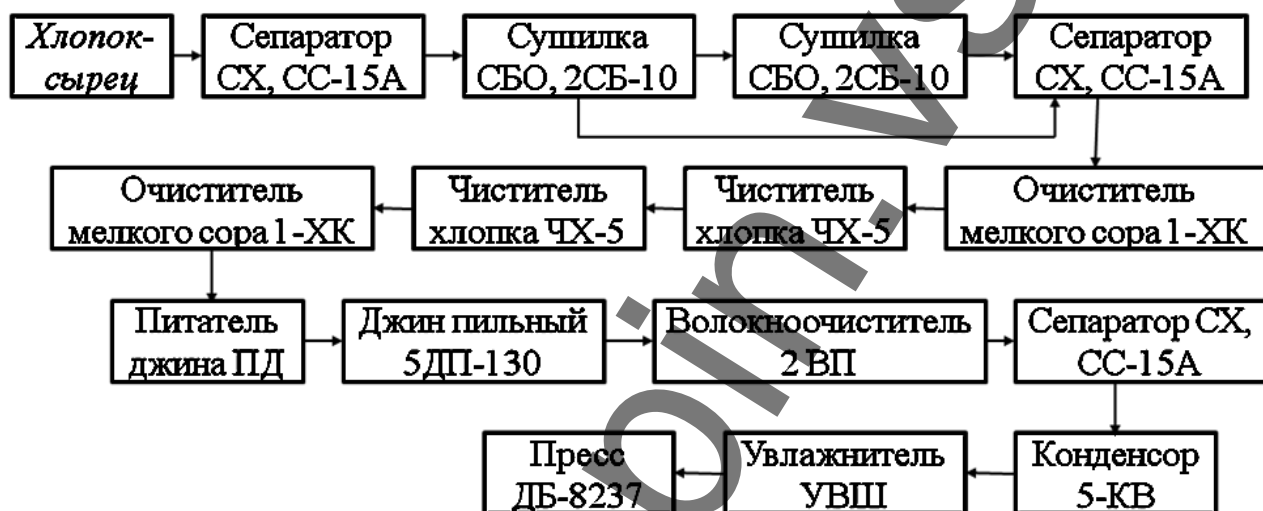 Хлопок-
сырец
Сепаратор
СХ, СС-15А
Сушилка
СБО, 2СБ-10
Сушилка
СБО, 2СБ-10
Сепаратор
СХ, СС-15А
Очиститель
мелкого сора 1-ХК
Чиститель
хлопка ЧХ-5
Чиститель
хлопка ЧХ-5
Очиститель
мелкого сора 1-ХК
Питатель
джина ПД
Джин пильный
5ДП-130
Волокноочиститель
2 ВП
Сепаратор СХ,
СС-15А
Пресс
ДБ-8237
Увлажнитель
УВШ
Конденсор
5-КВ